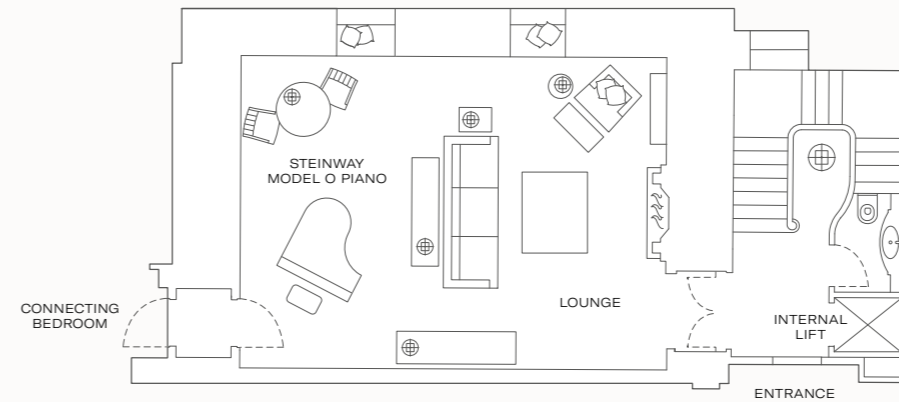 STEINWAY
MODEL O PIANO
CONNECTING
BEDROOM
LOUNGE
INTERNAL
LIFT
ENTRANCE